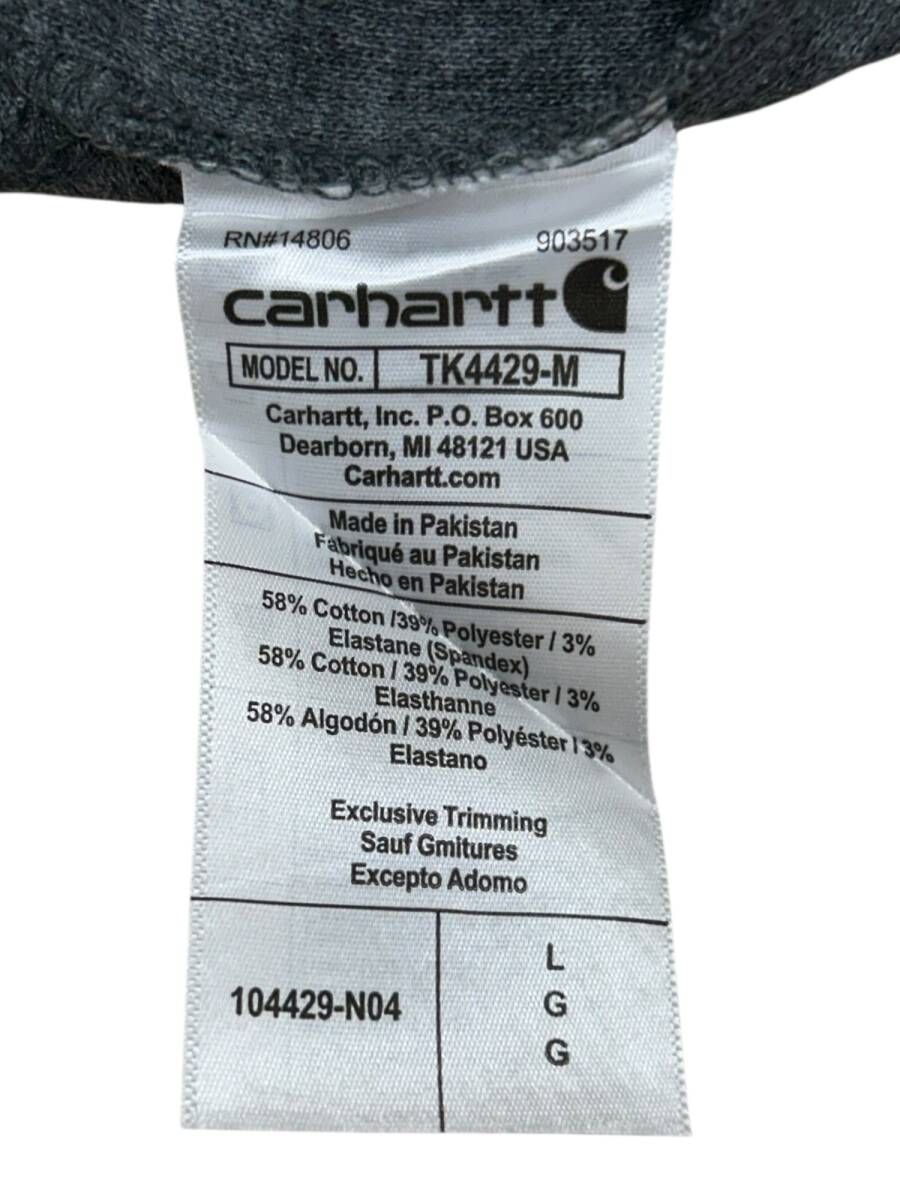 RN#14806 903517
carhartt
MODEL NO. TK4429-M
Carhartt, Inc. P.O. Box 600
Dearborn, MI 48121 USA
Carhartt.com
Made in Pakistan
Fabriqué au Pakistan
Hecho en Pakistan
58% Cotton /39% Polyester / 3%
Elastane (Spandex)
58% Cotton / 39% Polyester / 3%
Elasthanne
58% Algodón / 39% Polyéster / 3%
Elastano
Exclusive Trimming
Sauf Gmitures
Excepto Adomo
104429-N04
L
G
G